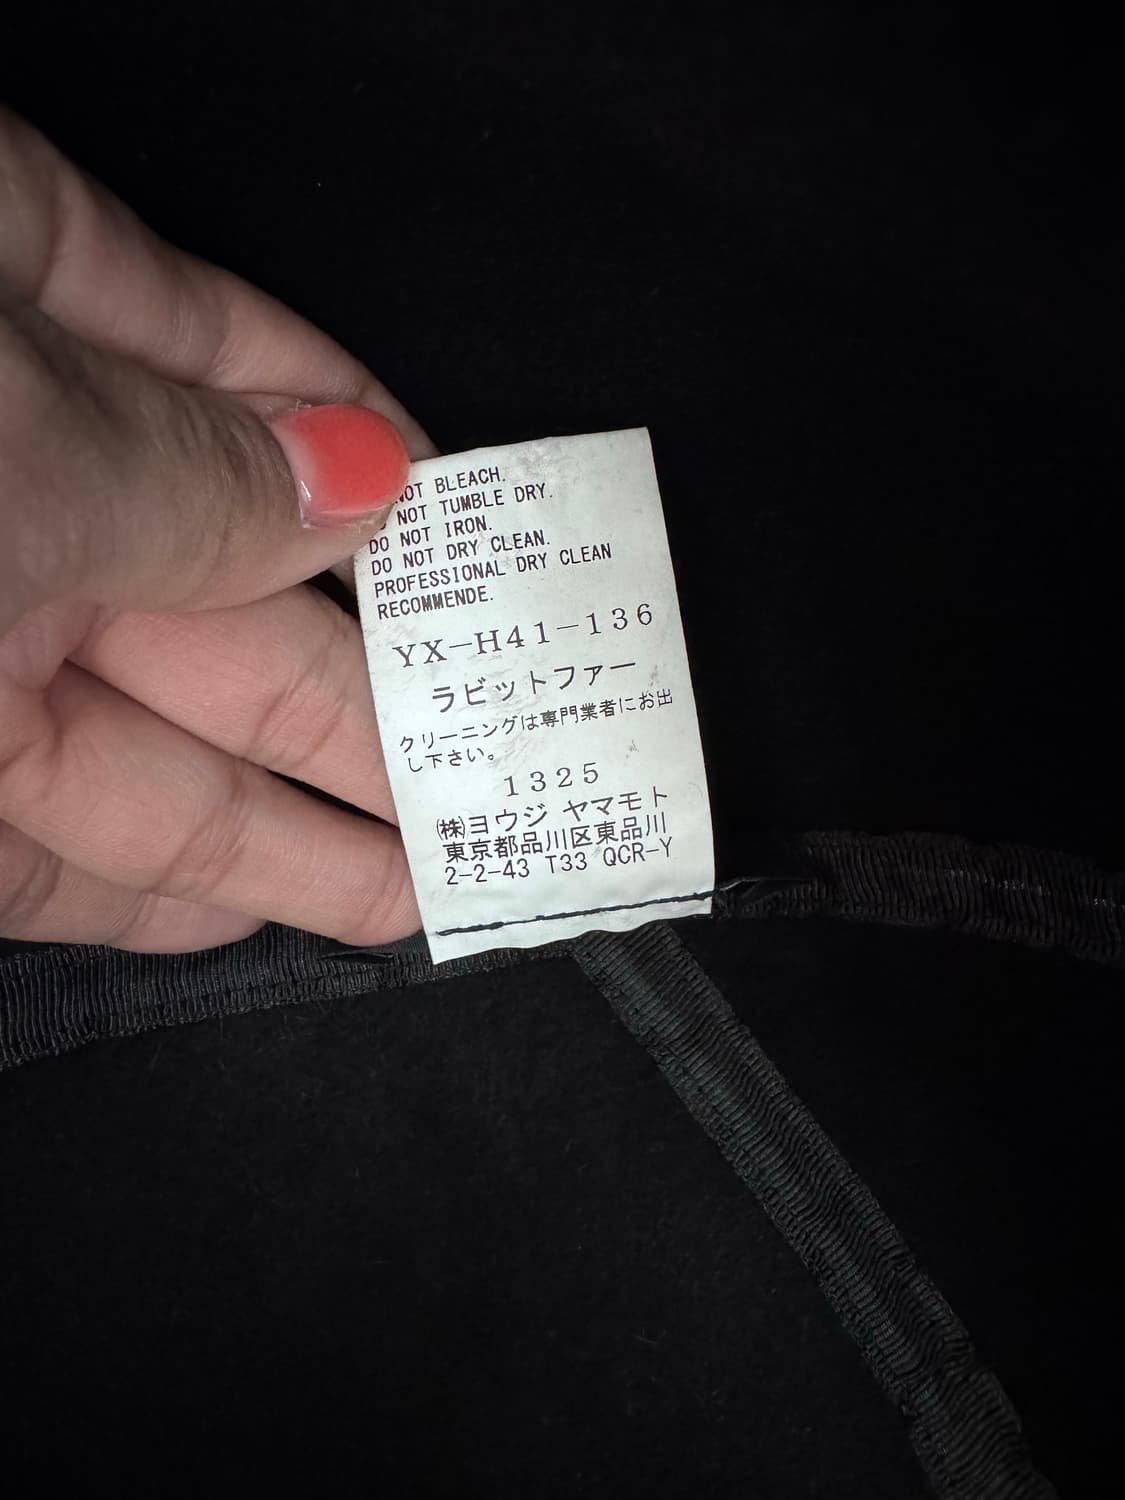 NOT BLEACH.
NOT TUMBLE DRY.
DO NOT IRON.
DO NOT DRY CLEAN.
PROFESSIONAL DRY CLEAN
RECOMMENDE.
YX-H41-136
ラビットファー
クリーニングは専門業者にお出
し下さい。
1325
㈱ヨウジ ヤマモト
東京都品川区東品川
2-2-43 T33 QCR-Y